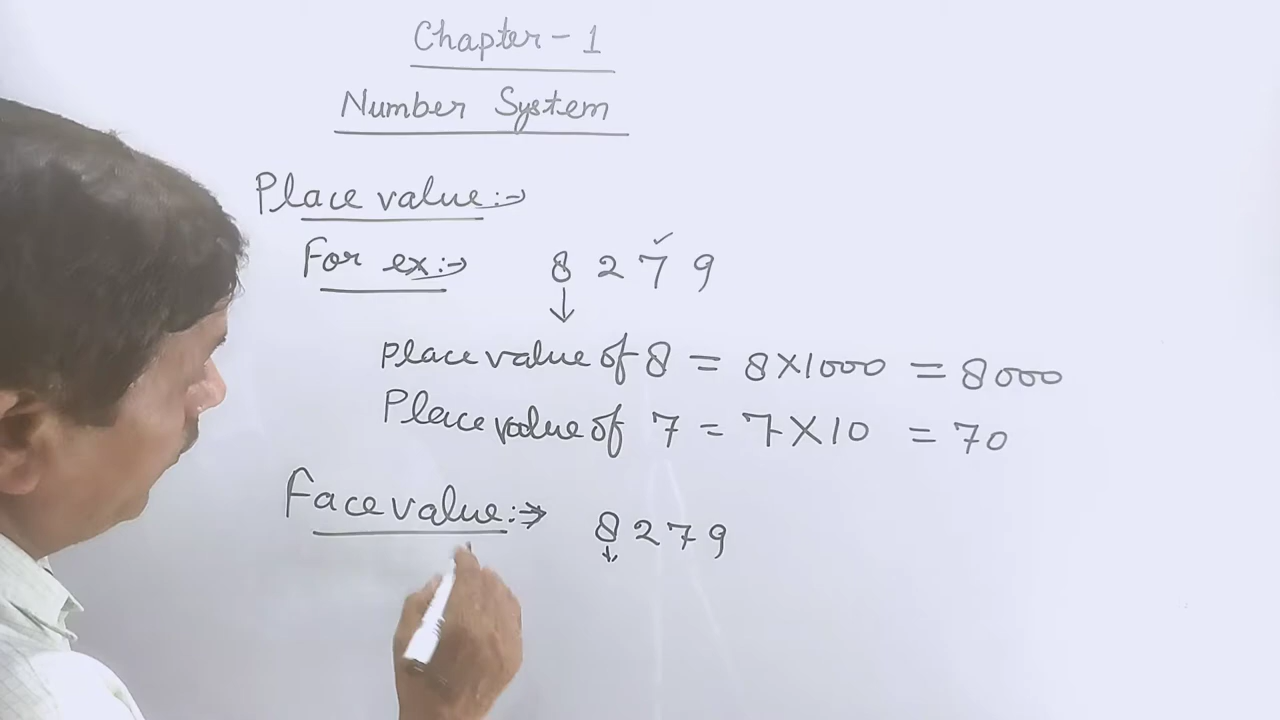 Chapter - 1
Number System
Place value :→
For ex :→ 8 2 7 9
Place value of 8 = 8×1000 = 8000
Place value of 7 = 7×10 = 70
Face value :→ 8 2 7 9